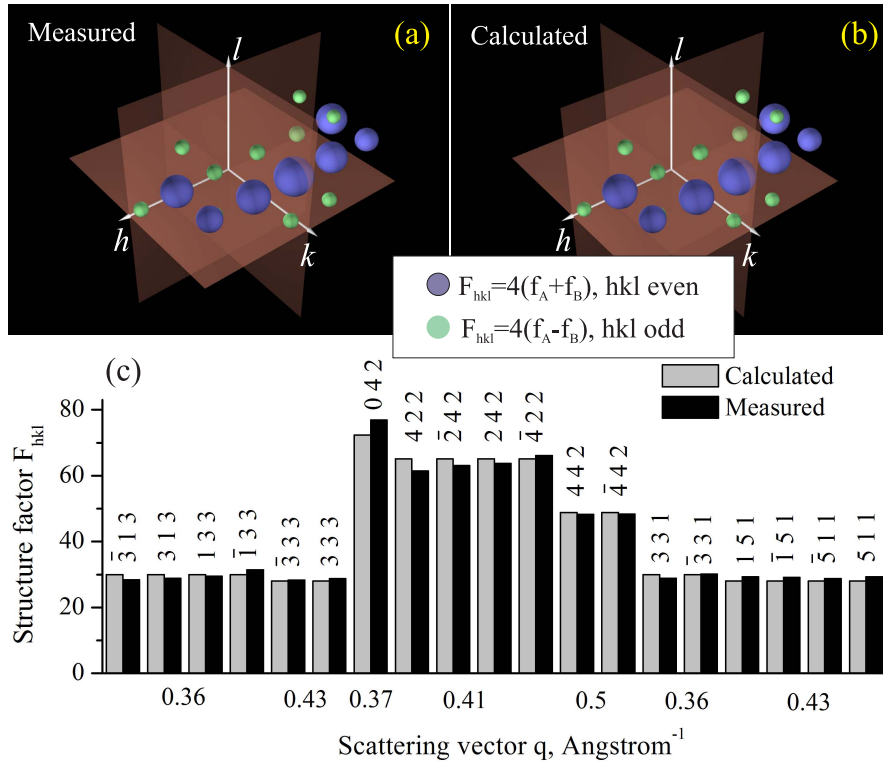 Measured
(a)
l
h
k
Calculated
(b)
l
h
k
F_hkl=4(f_A+f_B), hkl even
F_hkl=4(f_A-f_B), hkl odd
(c)
Calculated
Measured
Structure factor F_hkl
80
60
40
20
0
3̄ 1 3
3 1 3
1 3 3
1̄ 3 3
3̄ 3 3
3 3 3
0 4 2
4 2 2
2̄ 4 2
2 4 2
4̄ 2 2
4 4 2
4̄ 4 2
3 3 1
3̄ 3 1
1 5 1
1̄ 5 1
5̄ 1 1
5 1 1
0.36 0.43 0.37 0.41 0.5 0.36 0.43
Scattering vector q, Angstrom⁻¹